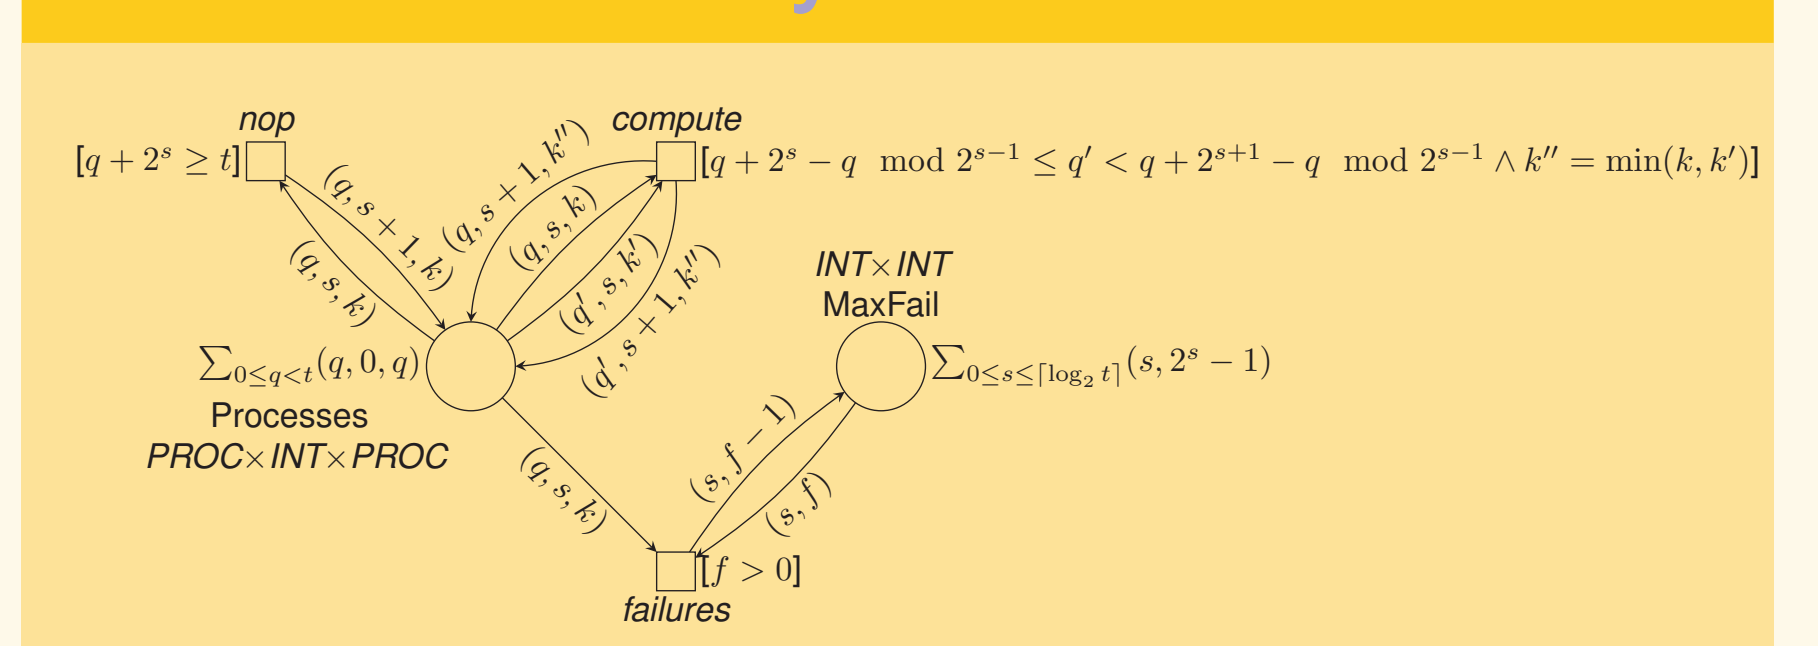 y
nop
compute
[q + 2^s ≥ t]
[q + 2^s − q mod 2^{s−1} ≤ q′ < q + 2^{s+1} − q mod 2^{s−1} ∧ k″ = min(k, k′)]
(q, s + 1, k)
(q, s, k)
(q, s + 1, k″)
(q, s, k)
(q′, s, k′)
(q′, s + 1, k″)
INT×INT
MaxFail
∑_{0≤q<t}(q, 0, q)
∑_{0≤s≤⌈log₂ t⌉}(s, 2^s − 1)
Processes
PROC×INT×PROC
(q, s, k)
(s, f − 1)
(s, f)
[f > 0]
failures